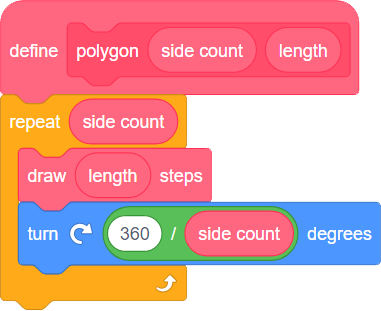 define polygon side count length
repeat side count
draw length steps
turn 360 / side count degrees